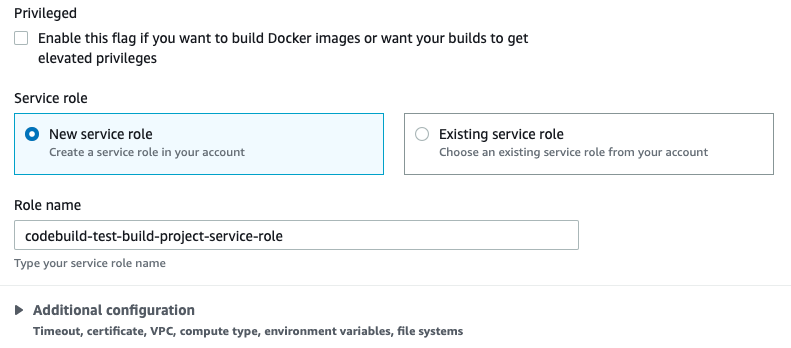 Privileged
Enable this flag if you want to build Docker images or want your builds to get
elevated privileges
Service role
New service role
Create a service role in your account
Existing service role
Choose an existing service role from your account
Role name
codebuild-test-build-project-service-role
Type your service role name
Additional configuration
Timeout, certificate, VPC, compute type, environment variables, file systems